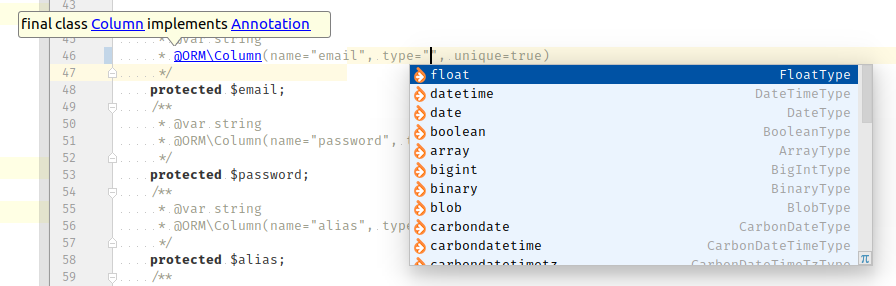 43
final class Column implements Annotation
45 * @var string
46 * @ORM\Column(name="email", type="", unique=true)
47 */
48 protected $email;
49 /**
50 * @var string
51 * @ORM\Column(name="password",
52 */
53 protected $password;
54 /**
55 * @var string
56 * @ORM\Column(name="alias", type
57 */
58 protected $alias;
59 /**
float FloatType
datetime DateTimeType
date DateType
boolean BooleanType
array ArrayType
bigint BigIntType
binary BinaryType
blob BlobType
carbondate CarbonDateType
carbondatetime CarbonDateTimeType
carbondatetimetz CarbonDateTimeTzType
π